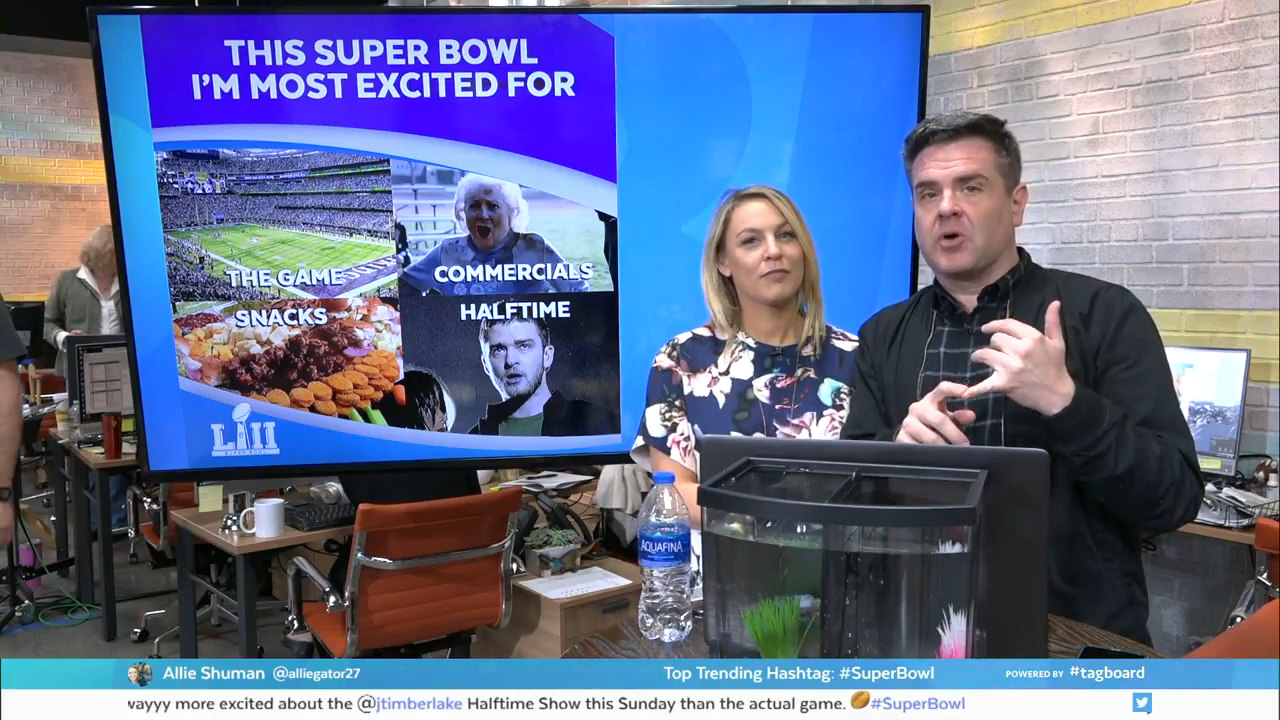 THIS SUPER BOWL
I'M MOST EXCITED FOR
THE GAME
COMMERCIALS
SNACKS
HALFTIME
LII
SUPER BOWL
AQUAFINA
Allie Shuman @alliegator27
Top Trending Hashtag: #SuperBowl
POWERED BY #tagboard
wayyy more excited about the @jtimberlake Halftime Show this Sunday than the actual game. 🏈#SuperBowl